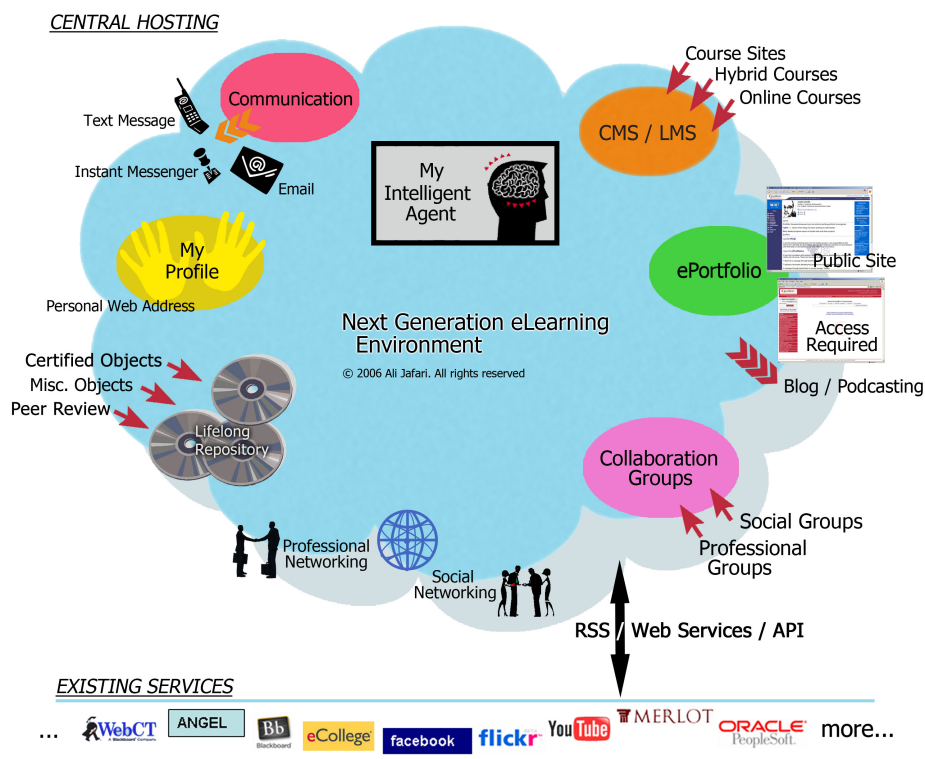 CENTRAL HOSTING
Communication
Text Message
Instant Messenger
Email
My
Intelligent
Agent
Course Sites
Hybrid Courses
Online Courses
CMS / LMS
My
Profile
Personal Web Address
ePortfolio
Public Site
Access
Required
Blog / Podcasting
Next Generation eLearning
Environment
© 2006 Ali Jafari. All rights reserved
Certified Objects
Misc. Objects
Peer Review
Lifelong
Repository
Collaboration
Groups
Social Groups
Professional
Groups
Professional
Networking
Social
Networking
RSS / Web Services / API
EXISTING SERVICES
...
WebCT
A Blackboard Company
ANGEL
Bb
Blackboard
eCollege
facebook
flickr
YouTube
MERLOT
ORACLE®
PeopleSoft.
more...